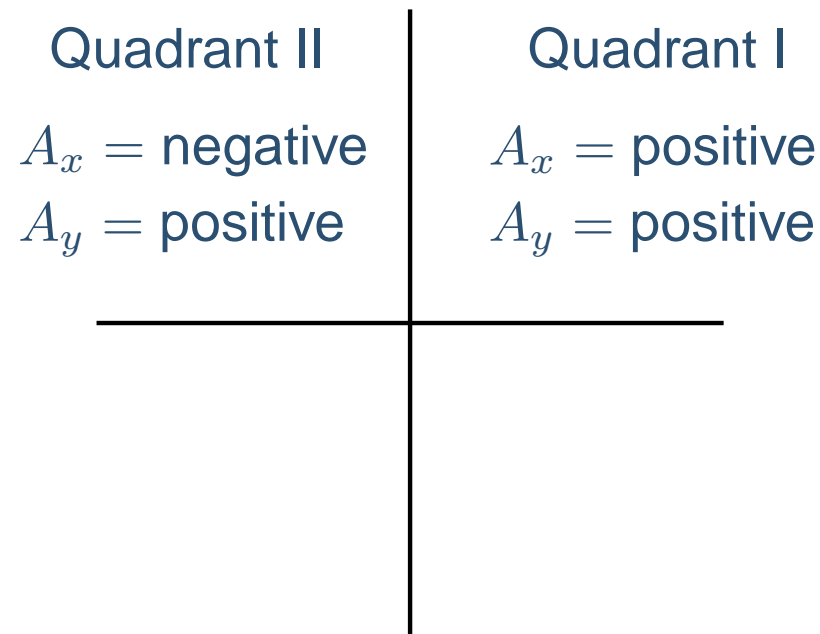 Quadrant II
A_x = negative
A_y = positive
Quadrant I
A_x = positive
A_y = positive